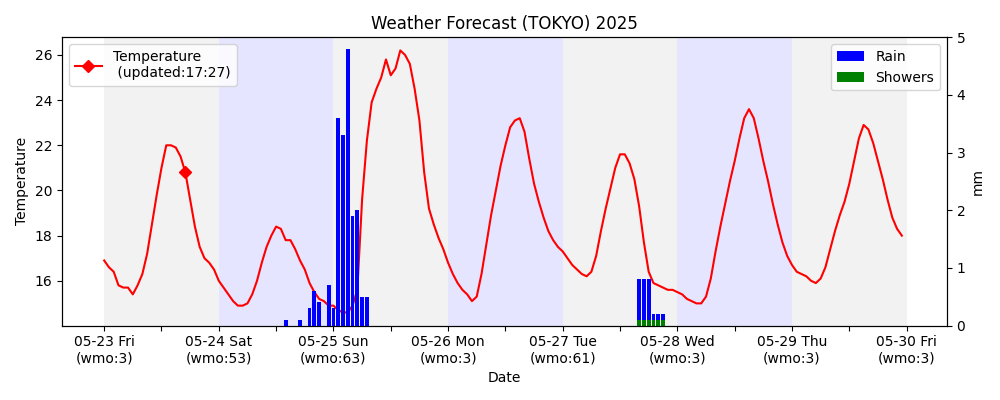 Weather Forecast (TOKYO) 2025
Temperature
(updated:17:27)
Rain
Showers
Temperature
26
24
22
20
18
16
5
4
3
2
1
0
mm
05-23 Fri
(wmo:3)
05-24 Sat
(wmo:53)
05-25 Sun
(wmo:63)
05-26 Mon
(wmo:3)
05-27 Tue
(wmo:61)
05-28 Wed
(wmo:3)
05-29 Thu
(wmo:3)
05-30 Fri
(wmo:3)
Date